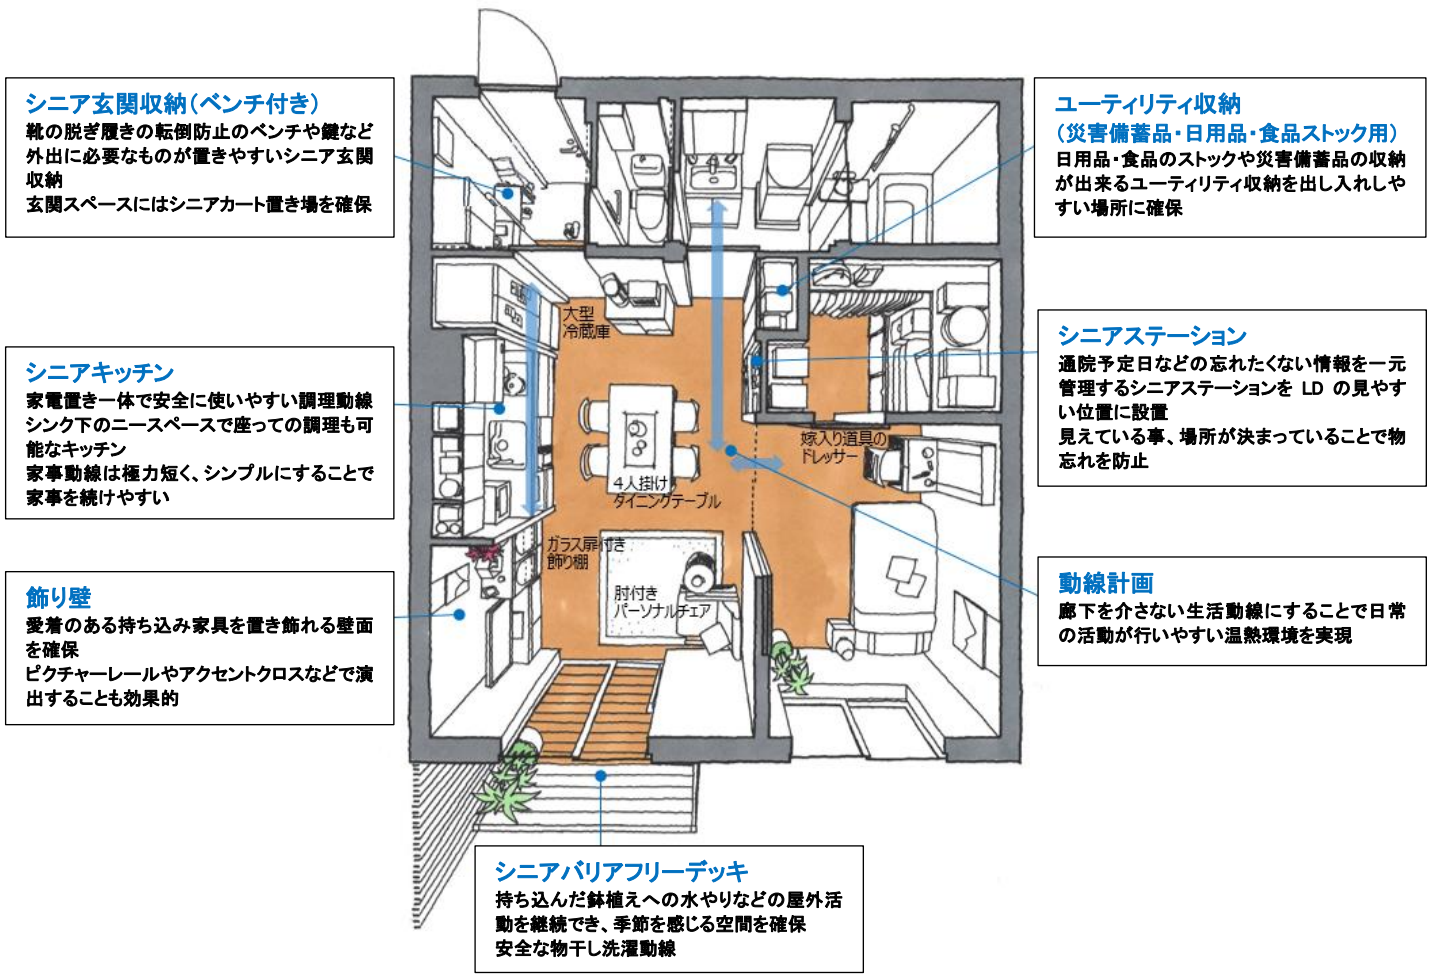 シニア玄関収納(ベンチ付き)
靴の脱ぎ履きの転倒防止のベンチや鍵など
外出に必要なものが置きやすいシニア玄関
収納
玄関スペースにはシニアカート置き場を確保
シニアキッチン
家電置き一体で安全に使いやすい調理動線
シンク下のニースペースで座っての調理も可
能なキッチン
家事動線は極力短く、シンプルにすることで
家事を続けやすい
飾り壁
愛着のある持ち込み家具を置き飾れる壁面
を確保
ピクチャーレールやアクセントクロスなどで演
出することも効果的
大型
冷蔵庫
4人掛け
ダイニングテーブル
嫁入り道具の
ドレッサー
ガラス扉付き
飾り棚
肘付き
パーソナルチェア
ユーティリティ収納
(災害備蓄品・日用品・食品ストック用)
日用品・食品のストックや災害備蓄品の収納
が出来るユーティリティ収納を出し入れしや
すい場所に確保
シニアステーション
通院予定日などの忘れたくない情報を一元
管理するシニアステーションを LD の見やす
い位置に設置
見えている事、場所が決まっていることで物
忘れを防止
動線計画
廊下を介さない生活動線にすることで日常
の活動が行いやすい温熱環境を実現
シニアバリアフリーデッキ
持ち込んだ鉢植えへの水やりなどの屋外活
動を継続でき、季節を感じる空間を確保
安全な物干し洗濯動線